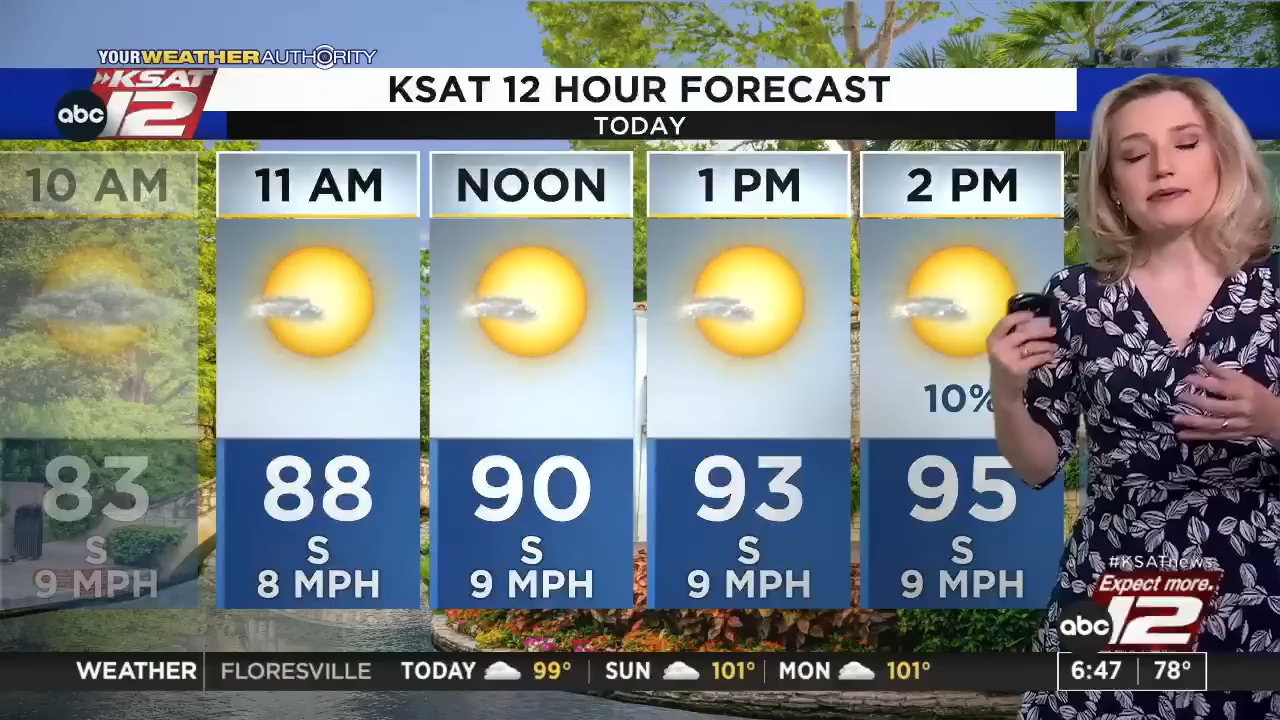 YOUR WEATHER AUTHORITY
KSAT
abc 12
KSAT 12 HOUR FORECAST
TODAY
10 AM
11 AM
NOON
1 PM
2 PM
10%
83
88
90
93
95
S
S
S
S
S
9 MPH
8 MPH
9 MPH
9 MPH
9 MPH
#KSATnews
Expect more.
abc 12
WEATHER FLORESVILLE TODAY 99° SUN 101° MON 101° 6:47 78°